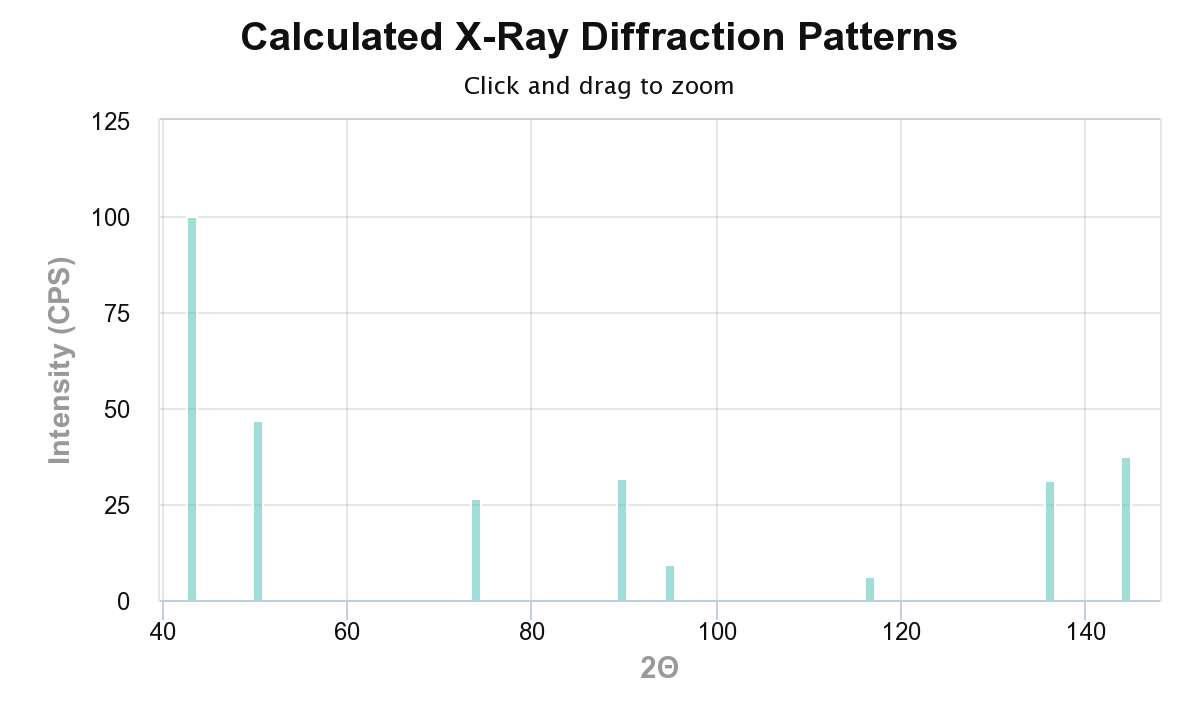 Calculated X-Ray Diffraction Patterns
Click and drag to zoom
125
100
75
50
25
0
Intensity (CPS)
40 60 80 100 120 140
2Θ